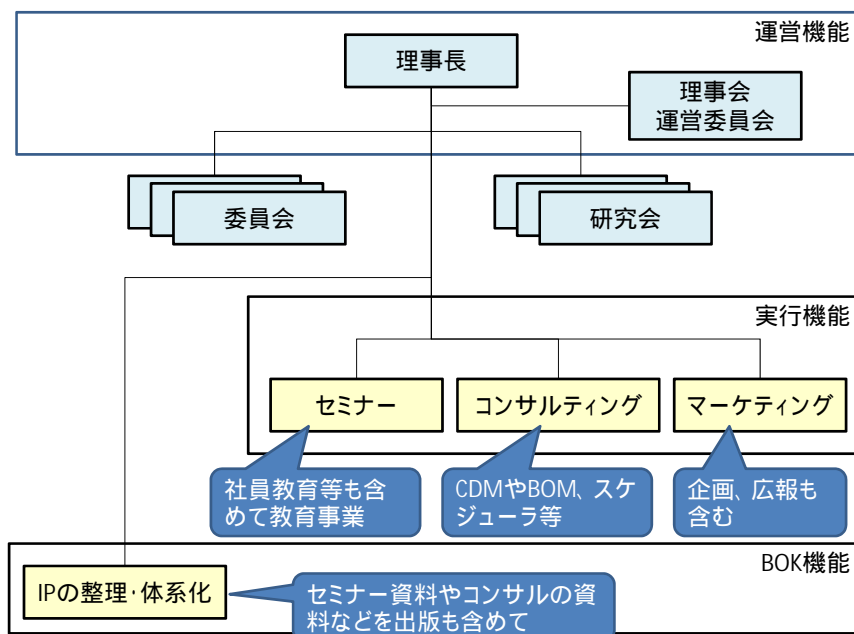 運営機能
理事長
理事会
運営委員会
委員会
研究会
実行機能
セミナー
コンサルティング
マーケティング
社員教育等も含
めて教育事業
CDMやBOM、スケ
ジューラ等
企画、広報も
含む
BOK機能
IPの整理・体系化
セミナー資料やコンサルの資
料などを出版も含めて